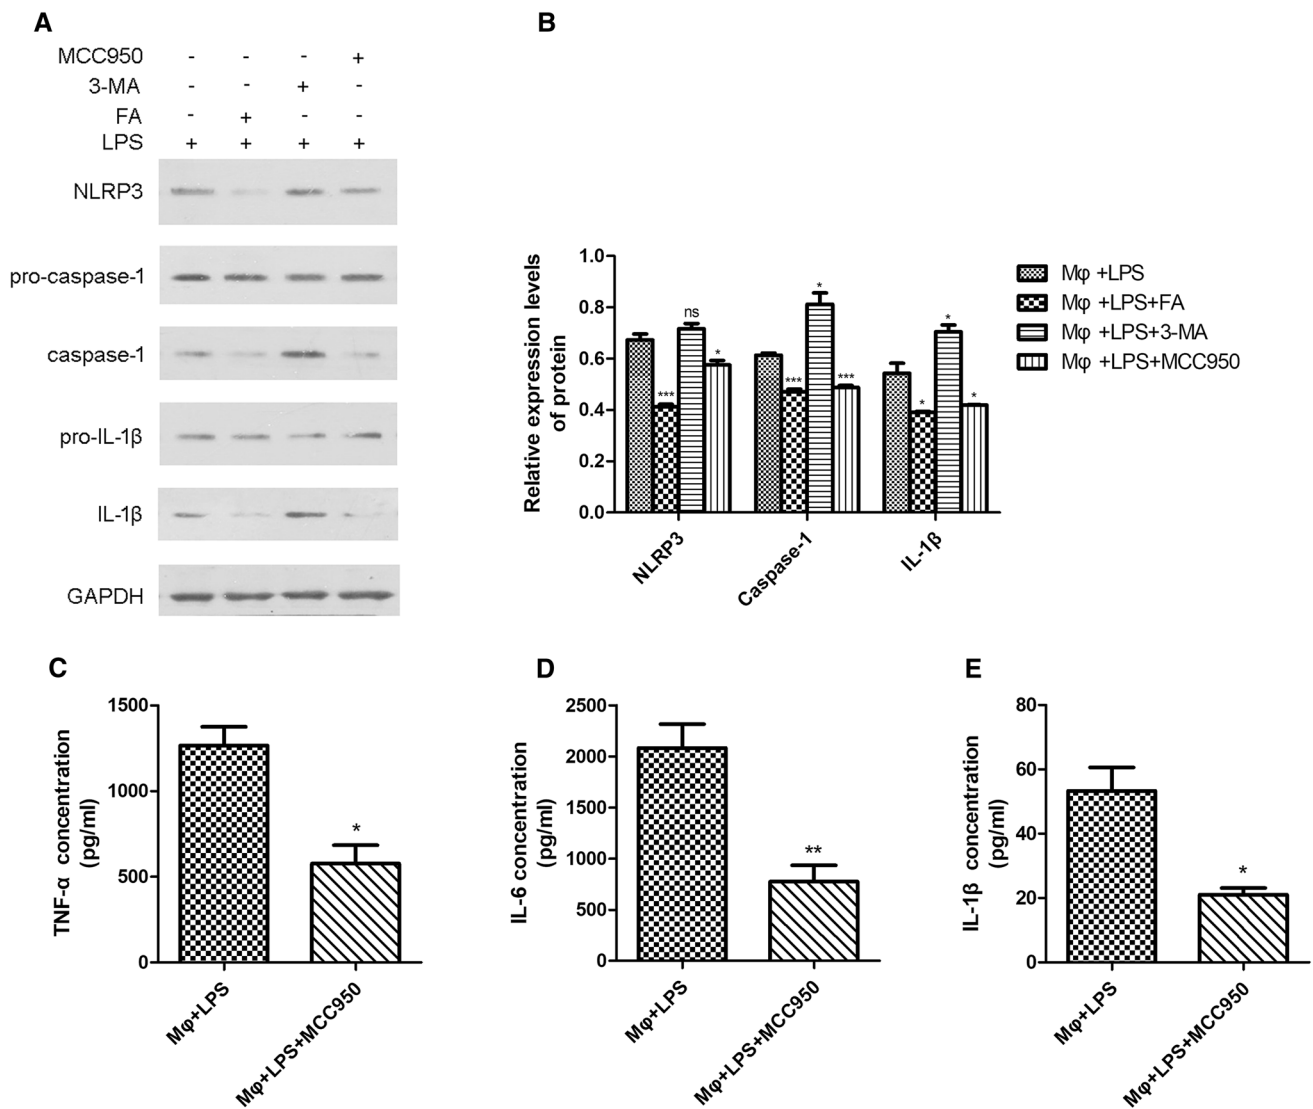 A
MCC950 - - - +
3-MA - - + -
FA - + - -
LPS + + + +
NLRP3
pro-caspase-1
caspase-1
pro-IL-1β
IL-1β
GAPDH
B
Relative expression levels
of protein
1.0
0.8
0.6
0.4
0.2
0.0
***
ns
*
***
*
***
*
*
*
NLRP3
Caspase-1
IL-1β
Mφ +LPS
Mφ +LPS+FA
Mφ +LPS+3-MA
Mφ +LPS+MCC950
C
TNF-α concentration
(pg/ml)
1500
1000
500
0
*
Mφ+LPS
Mφ+LPS+MCC950
D
IL-6 concentration
(pg/ml)
2500
2000
1500
1000
500
0
**
Mφ+LPS
Mφ+LPS+MCC950
E
IL-1β concentration
(pg/ml)
80
60
40
20
0
*
Mφ+LPS
Mφ+LPS+MCC950